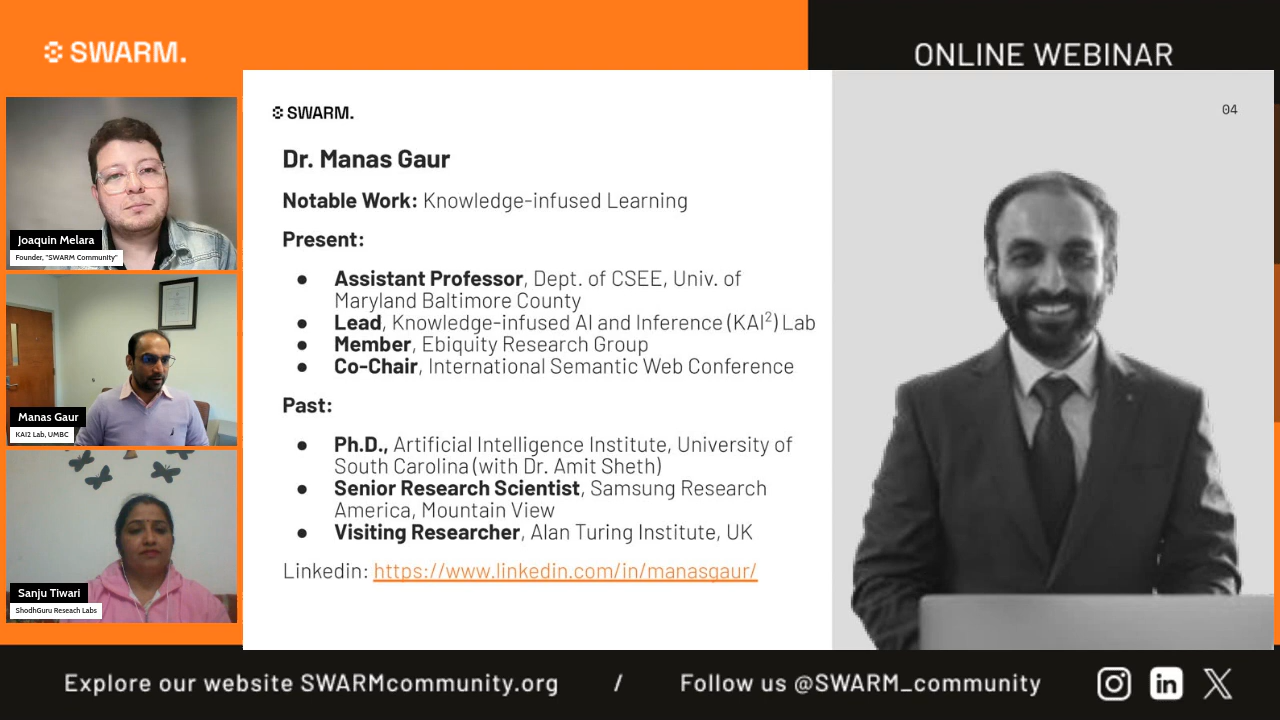 SWARM.
ONLINE WEBINAR
SWARM.
04
Dr. Manas Gaur
Notable Work: Knowledge-infused Learning
Present:
● Assistant Professor, Dept. of CSEE, Univ. of
Maryland Baltimore County
● Lead, Knowledge-infused AI and Inference (KAI²) Lab
● Member, Ebiquity Research Group
● Co-Chair, International Semantic Web Conference
Past:
● Ph.D., Artificial Intelligence Institute, University of
South Carolina (with Dr. Amit Sheth)
● Senior Research Scientist, Samsung Research
America, Mountain View
● Visiting Researcher, Alan Turing Institute, UK
Linkedin: https://www.linkedin.com/in/manasgaur/
Joaquin Melara
Founder, "SWARM Community"
Manas Gaur
KAI2 Lab, UMBC
Sanju Tiwari
ShodhGuru Reseach Labs
Explore our website SWARMcommunity.org / Follow us @SWARM_community
in